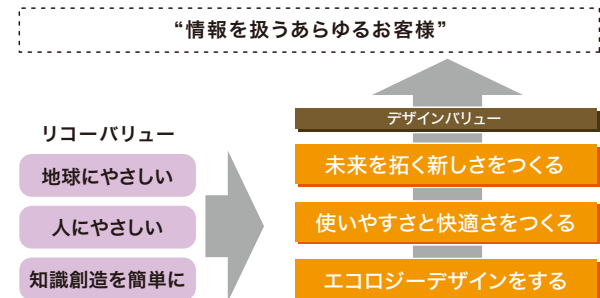 “情報を扱うあらゆるお客様”
リコーバリュー
地球にやさしい
人にやさしい
知識創造を簡単に
デザインバリュー
未来を拓く新しさをつくる
使いやすさと快適さをつくる
エコロジーデザインをする